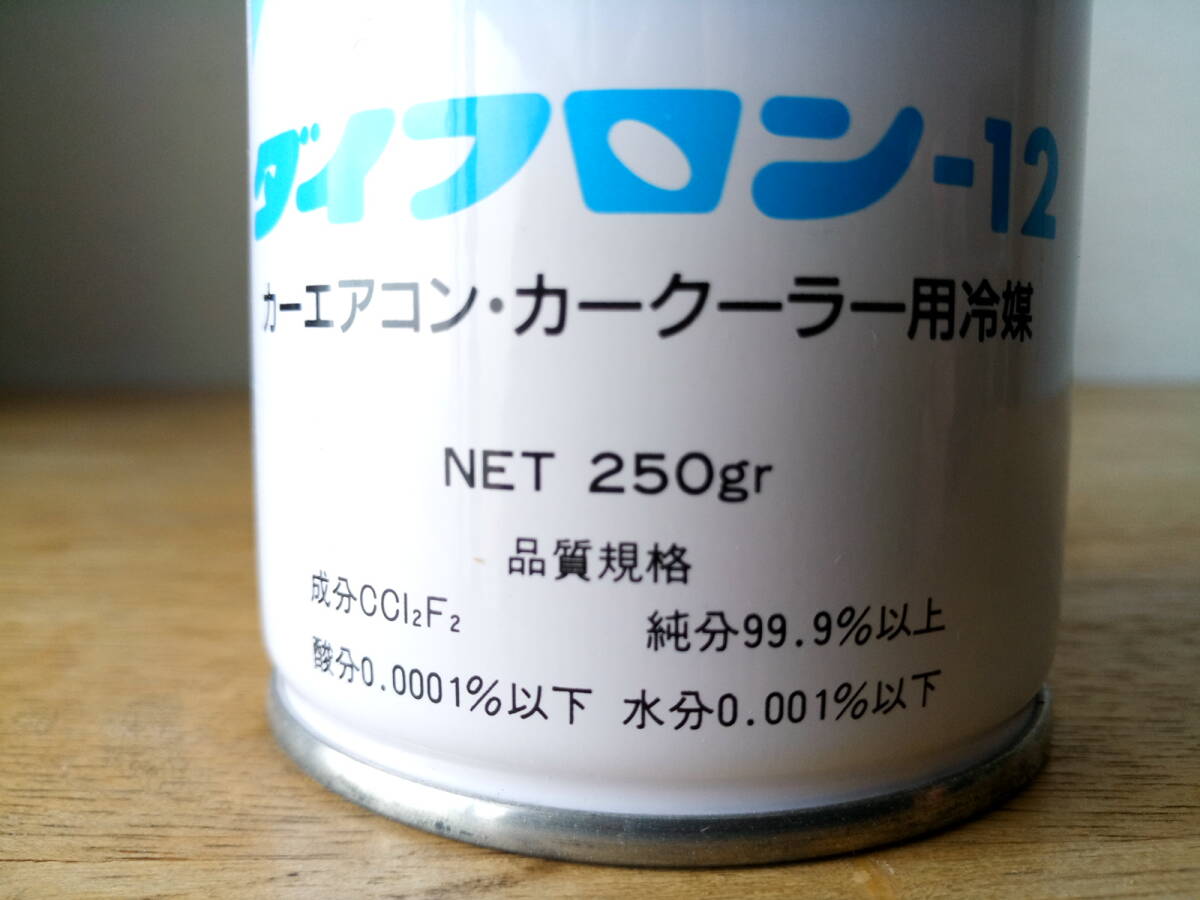 ダイフロン-12
カーエアコン・カークーラー用冷媒
NET 250gr
品質規格
成分CCl₂F₂ 純分99.9%以上
酸分0.0001%以下 水分0.001%以下